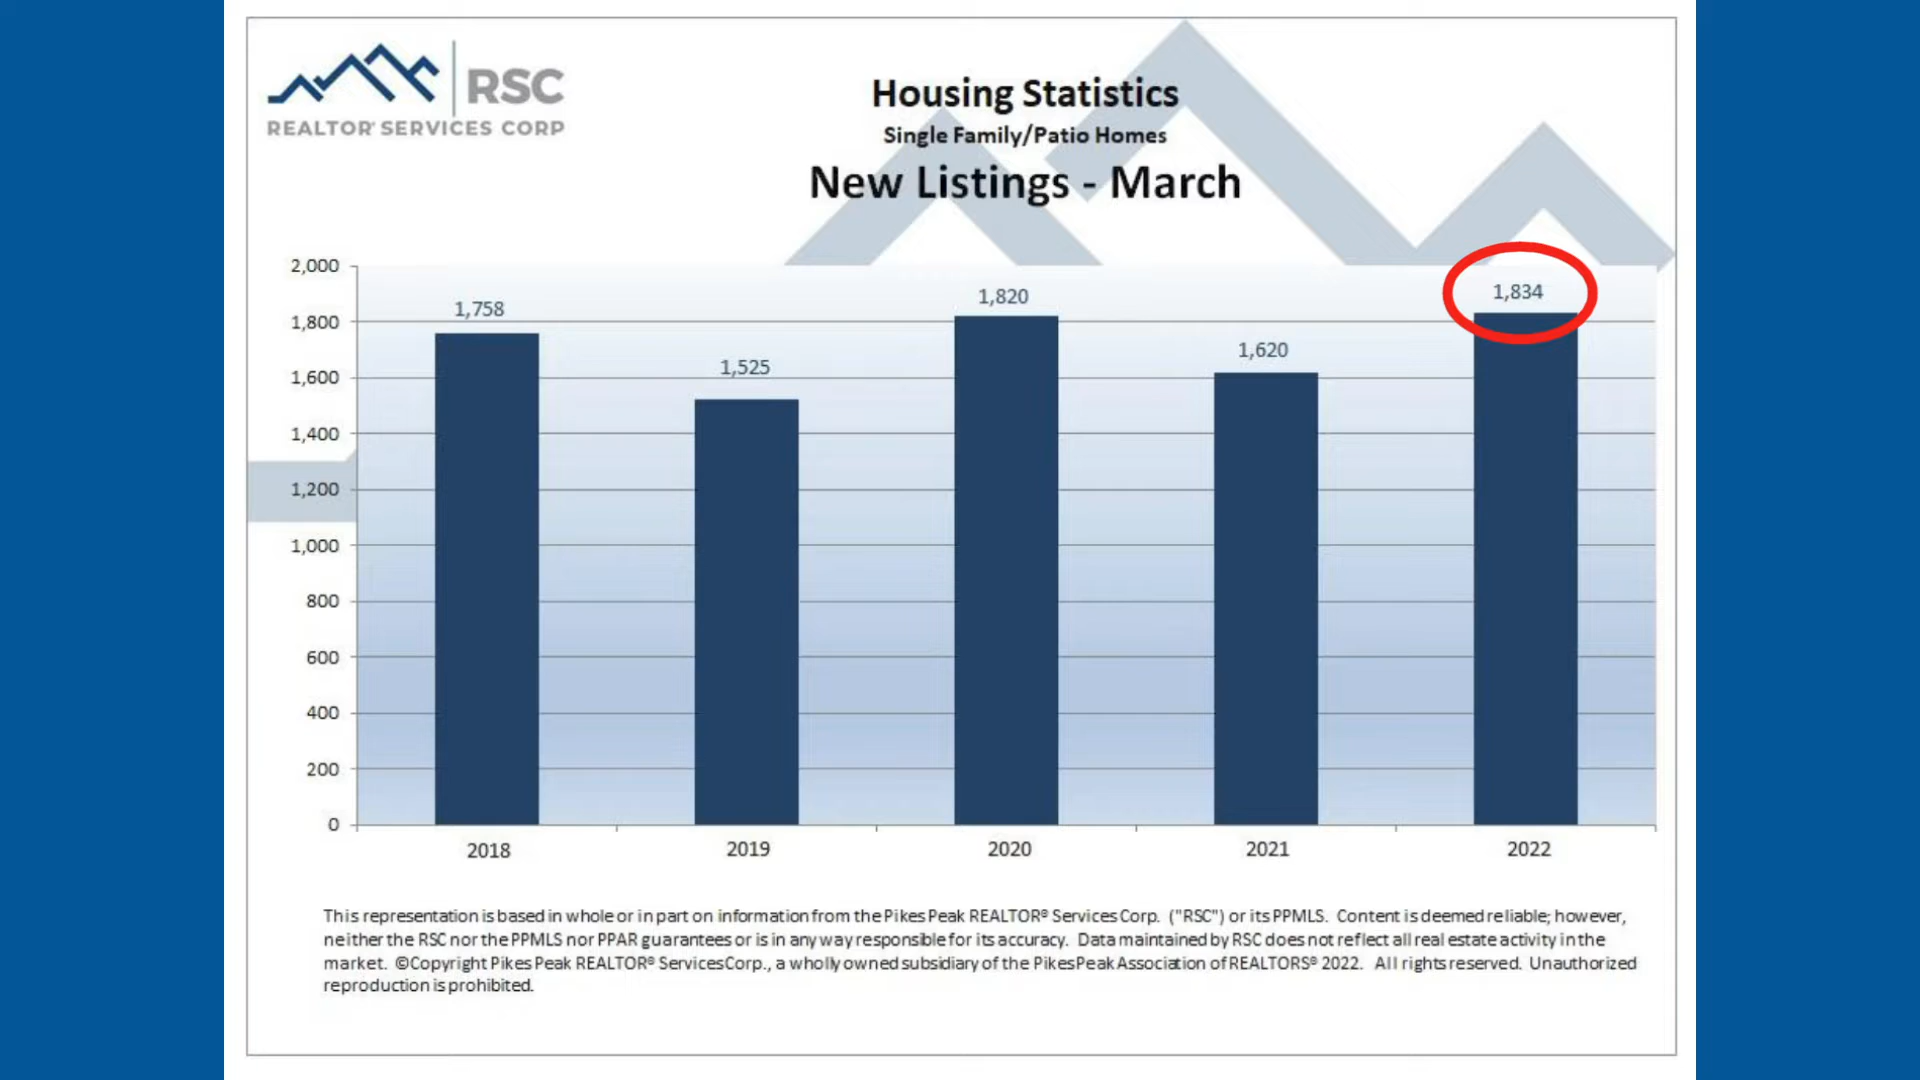 RSC
REALTOR® SERVICES CORP
Housing Statistics
Single Family/Patio Homes
New Listings - March
2,000
1,800
1,600
1,400
1,200
1,000
800
600
400
200
0
1,758
1,525
1,820
1,620
1,834
2018
2019
2020
2021
2022
This representation is based in whole or in part on information from the Pikes Peak REALTOR® Services Corp. ("RSC") or its PPMLS. Content is deemed reliable; however,
neither the RSC nor the PPMLS nor PPAR guarantees or is in any way responsible for its accuracy. Data maintained by RSC does not reflect all real estate activity in the
market. ©Copyright Pikes Peak REALTOR® Services Corp., a wholly owned subsidiary of the Pikes Peak Association of REALTORS® 2022. All rights reserved. Unauthorized
reproduction is prohibited.